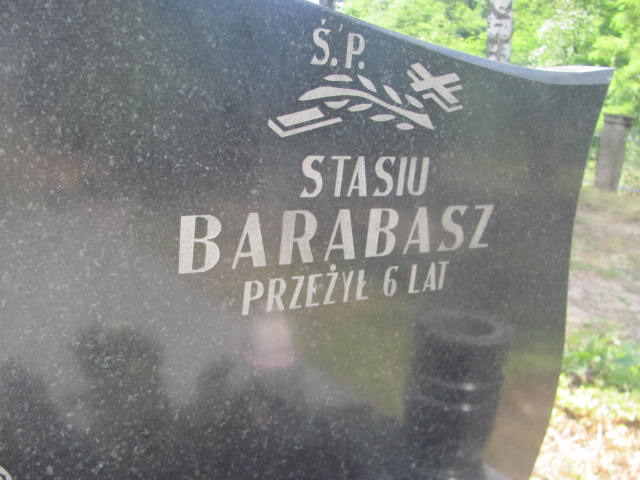 Ś.P.
STASIU
BARABASZ
PRZEŻYŁ 6 LAT